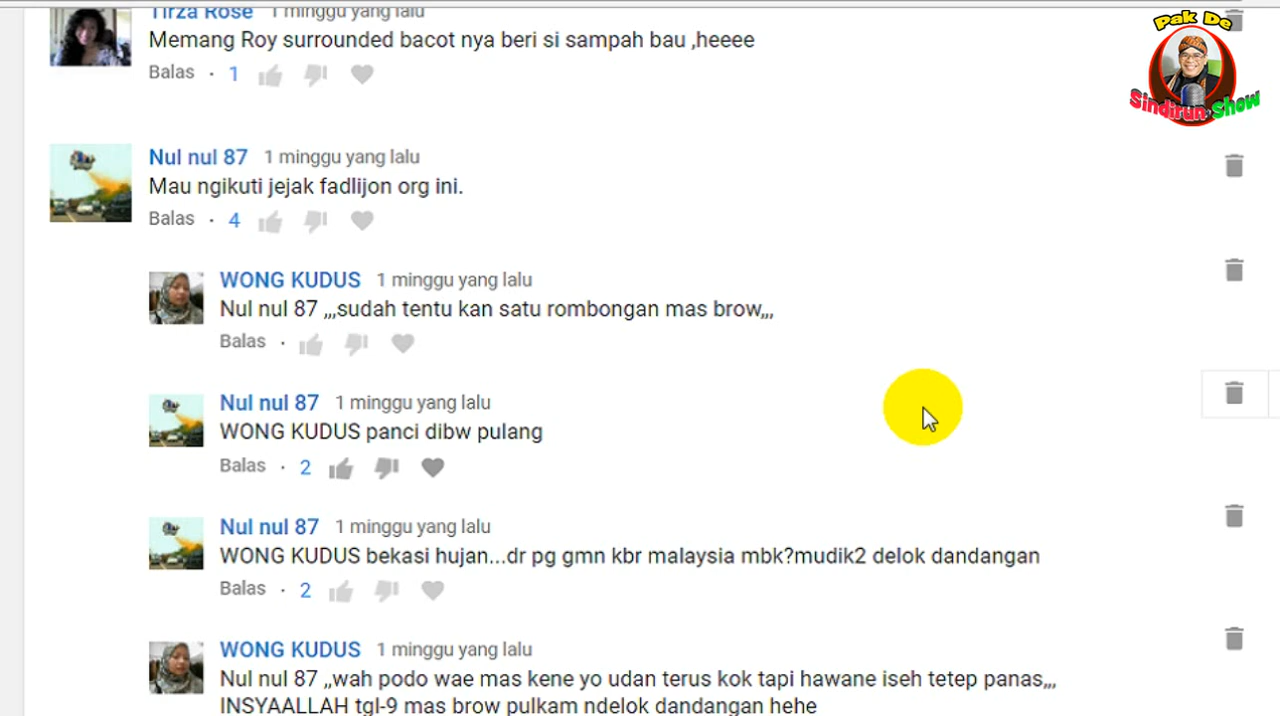 Tirza Rose 1 minggu yang lalu
Memang Roy surrounded bacot nya beri si sampah bau ,heeee
Balas · 1
Pak De
Sindirun Show
Nul nul 87 1 minggu yang lalu
Mau ngikuti jejak fadlijon org ini.
Balas · 4
WONG KUDUS 1 minggu yang lalu
Nul nul 87 ,,,sudah tentu kan satu rombongan mas brow,,,
Balas ·
Nul nul 87 1 minggu yang lalu
WONG KUDUS panci dibw pulang
Balas · 2
Nul nul 87 1 minggu yang lalu
WONG KUDUS bekasi hujan...dr pg gmn kbr malaysia mbk?mudik2 delok dandangan
Balas · 2
WONG KUDUS 1 minggu yang lalu
Nul nul 87 ,,wah podo wae mas kene yo udan terus kok tapi hawane iseh tetep panas,,,
INSYAALLAH tgl-9 mas brow pulkam ndelok dandangan hehe